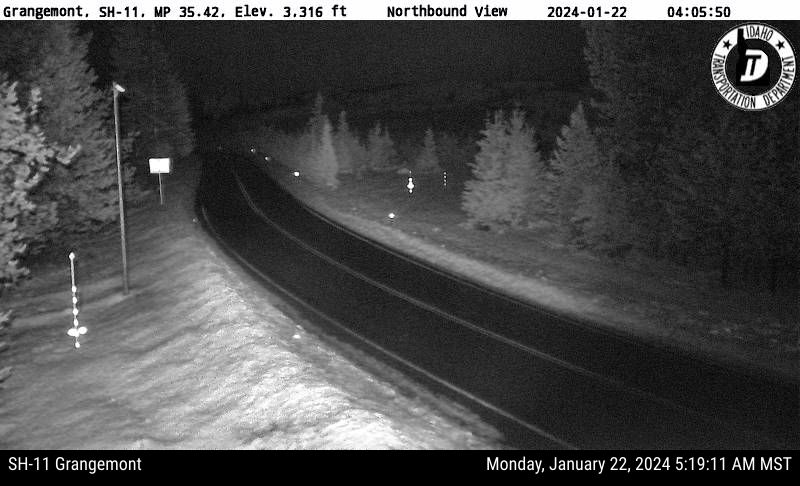 Grangemont, SH-11, MP 35.42, Elev. 3,316 ft Northbound View 2024-01-22 04:05:50
IDAHO
TRANSPORTATION DEPARTMENT
SH-11 Grangemont Monday, January 22, 2024 5:19:11 AM MST